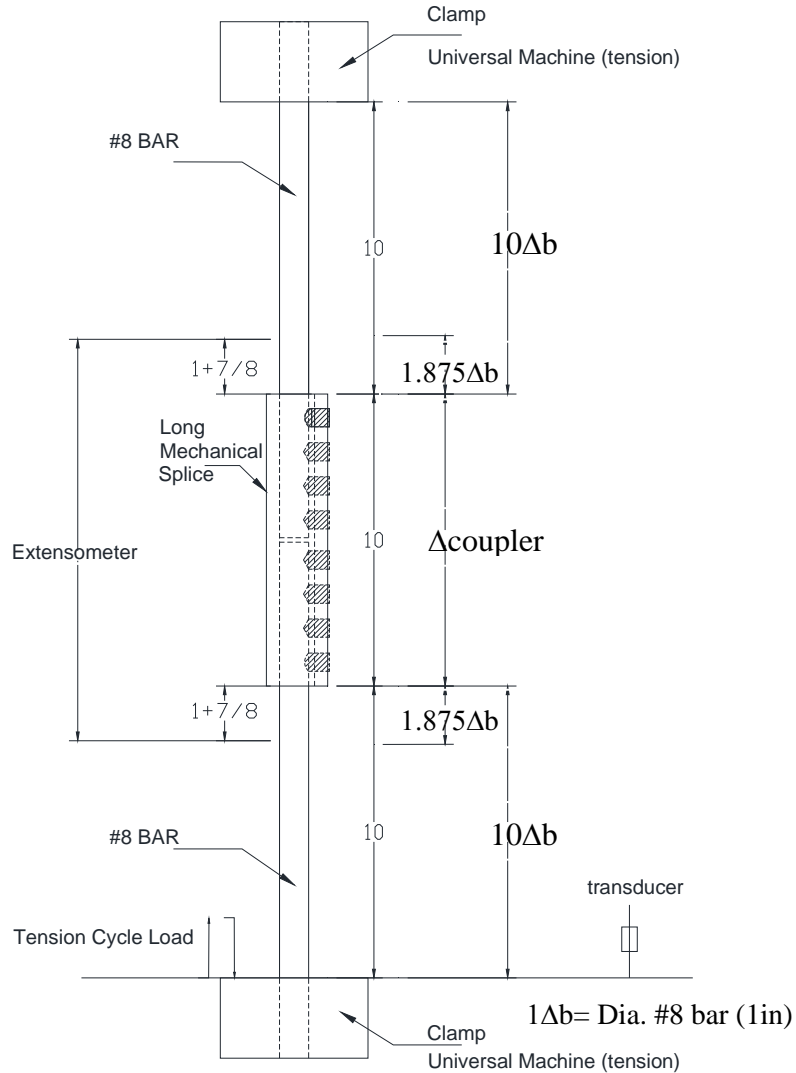 Clamp
Universal Machine (tension)
#8 BAR
10
10Δb
1+7/8
1.875Δb
Long
Mechanical
Splice
Extensometer
10
Δcoupler
1+7/8
1.875Δb
#8 BAR
10
10Δb
transducer
Tension Cycle Load
1Δb= Dia. #8 bar (1in)
Clamp
Universal Machine (tension)